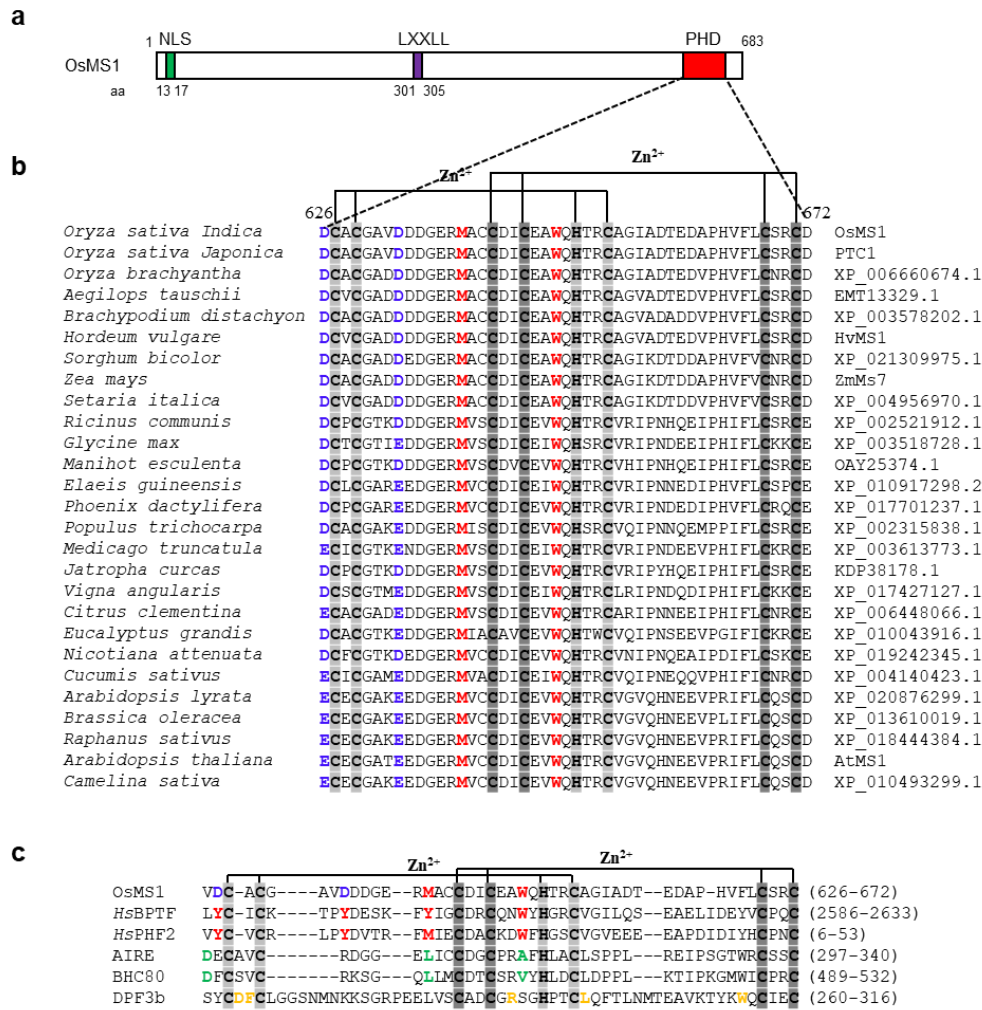 a
1 NLS LXXLL PHD 683
OsMS1
aa 13 17 301 305
b
Zn2+ Zn2+
626 672
Oryza sativa Indica DCACGAVDDDGERMACCDICEAWQHTRCAGIADTEDAPHVFLCSRCD OsMS1
Oryza sativa Japonica DCACGAVDDDGERMACCDICEAWQHTRCAGIADTEDAPHVFLCSRCD PTC1
Oryza brachyantha DCACGAKDDDGERMACCDICEAWQHTRCAGIADTEDAPHVFLCNRCD XP_006660674.1
Aegilops tauschii DCVCGADDDDGERMACCDICEAWQHTRCAGVADTEDVPHVFLCSRCD EMT13329.1
Brachypodium distachyon DCACGAVDDDGERMACCDICEAWQHTRCAGVADADDVPHVFLCSRCD XP_003578202.1
Hordeum vulgare DCVCGADDDDGERMACCDICEAWQHTRCAGVADTEDVPHVFLCSRCD HvMS1
Sorghum bicolor DCACGADDEDGERMACCDICEAWQHTRCAGIKDTDDAPHVFVCNRCD XP_021309975.1
Zea mays DCACGADDDDGERMACCDICEAWQHTRCAGIKDTDDAPHVFVCNRCD ZmMs7
Setaria italica DCVCGADDDDGERMACCDICEAWQHTRCAGIKDTDDVPHVFVCSRCD XP_004956970.1
Ricinus communis DCPCGTKDDDGERMVSCDICEVWQHTRCVRIPNHQEIPHIFLCSRCE XP_002521912.1
Glycine max DCTCGTIEDDGERMVSCDICEIWQHSRCVRIPNDEEIPHIFLCKKCE XP_003518728.1
Manihot esculenta DCPCGTKDDDGERMVSCDVCEVWQHTRCVHIPNHQEIPHIFLCSRCE OAY25374.1
Elaeis guineensis DCLCGAREEDGERMVCCDICEVWQHTRCVRIPNNEDIPHIFLCSPCE XP_010917298.2
Phoenix dactylifera DCPCGAREEDGERMVCCDICEVWQHTRCVRIPNDEDIPHVFLCRQCE XP_017701237.1
Populus trichocarpa DCACGAKEDDGERMISCDICEVWQHSRCVQIPNNQEMPPIFLCSRCE XP_002315838.1
Medicago truncatula ECICGTKENDGERMVSCDICEIWQHTRCVRIPNDEEVPHIFLCKRCE XP_003613773.1
Jatropha curcas DCPCGTKDDDGERMVSCDICEVWQHTRCVRIPYHQEIPHIFLCSRCE KDP38178.1
Vigna angularis DCSCGTMEDDGERMVSCDICEIWQHTRCLRIPNDQDIPHIFLCKKCE XP_017427127.1
Citrus clementina ECACGADEDDGERMVSCDICEVWQHTRCARIPNNEEIPHIFLCNRCE XP_006448066.1
Eucalyptus grandis DCACGTKEDDGERMIACAVCEVWQHTWCVQIPNSEEVPGIFICKRCE XP_010043916.1
Nicotiana attenuata DCFCGTKDEDGERMVCCDICEVWQHTRCVNIPNQEAIPDIFLCSKCE XP_019242345.1
Cucumis sativus ECICGAMEDDGERMVACDICEIWQHTRCVQIPNEQQVPHIFICNRCE XP_004140423.1
Arabidopsis lyrata ECECGAKEEDGERMVCCDICEVWQHTRCVGVQHNEEVPRIFLCQSCD XP_020876299.1
Brassica oleracea ECECGAKEEDGERMVCCDICEVWQHTRCVGVQHNEEVPLIFLCQSCD XP_013610019.1
Raphanus sativus ECECGAKEEDGERMVCCDICEVWQHTRCVGVQHNEEVPRIFLCQSCD XP_018444384.1
Arabidopsis thaliana ECECGATEEDGERMVCCDICEVWQHTRCVGVQHNEEVPRIFLCQSCD AtMS1
Camelina sativa ECECGAKEEDGERMVCCDICEVWQHTRCVGVQHNEEVPRIFLCQSCD XP_010493299.1
c
Zn2+ Zn2+
OsMS1 VDC-ACG----AVDDDGE--RMACCDICEAWQHTRCAGIADT--EDAP-HVFLCSRC (626-672)
HsBPTF LYC-ICK----TPYDESK--FYIGCDRCQNWYHGRCVGILQS--EAELIDEYVCPQC (2586-2633)
HsPHF2 VYC-VCR----LPYDVTR--FMIECDACKDWFHGSCVGVEEE--EAPDIDIYHCPNC (6-53)
AIRE DECAVC--------RDGG--ELICCDGCPRAFHLACLSPPL---REIPSGTWRCSSC (297-340)
BHC80 DFCSVC--------RKSG--QLLMCDTCSRVYHLDCLDPPL---KTIPKGMWICPRC (489-532)
DPF3b SYCDFCLGGSNMNKKSGRPEELVSCADCGRSGHPTCLQFTLNMTEAVKTYKWQCIEC (260-316)